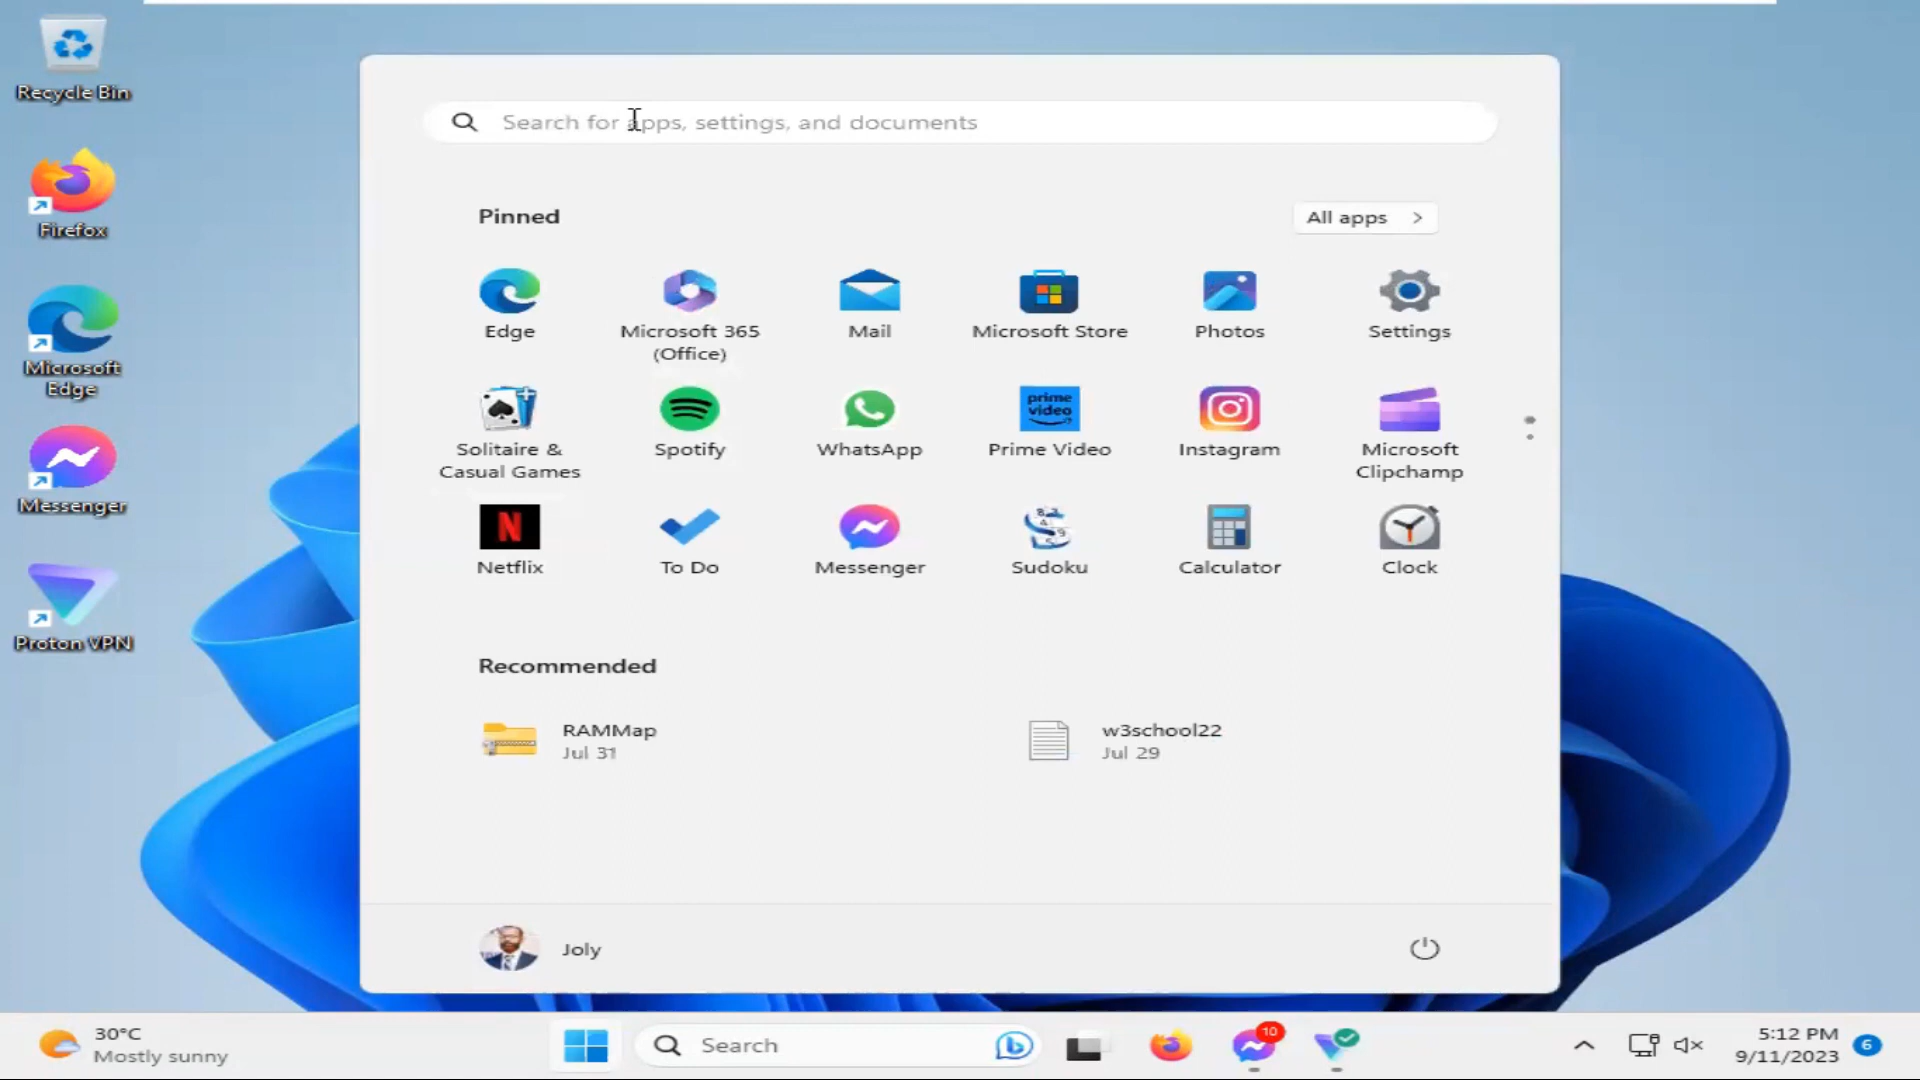 Recycle Bin
Firefox
Microsoft
Edge
Messenger
Proton VPN
Search for apps, settings, and documents
Pinned
All apps
Edge
Microsoft 365
(Office)
Mail
Microsoft Store
Photos
Settings
Solitaire &
Casual Games
Spotify
WhatsApp
prime
video
Prime Video
Instagram
Microsoft
Clipchamp
N
Netflix
To Do
Messenger
Sudoku
Calculator
Clock
Recommended
RAMMap
Jul 31
w3school22
Jul 29
Joly
30°C
Mostly sunny
Search
10
5:12 PM
9/11/2023
6